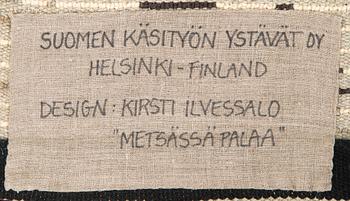 SUOMEN KÄSITYÖN YSTÄVÄT OY
HELSINKI-FINLAND
DESIGN: KIRSTI ILVESSALO
"METSÄSSÄ PALAA"